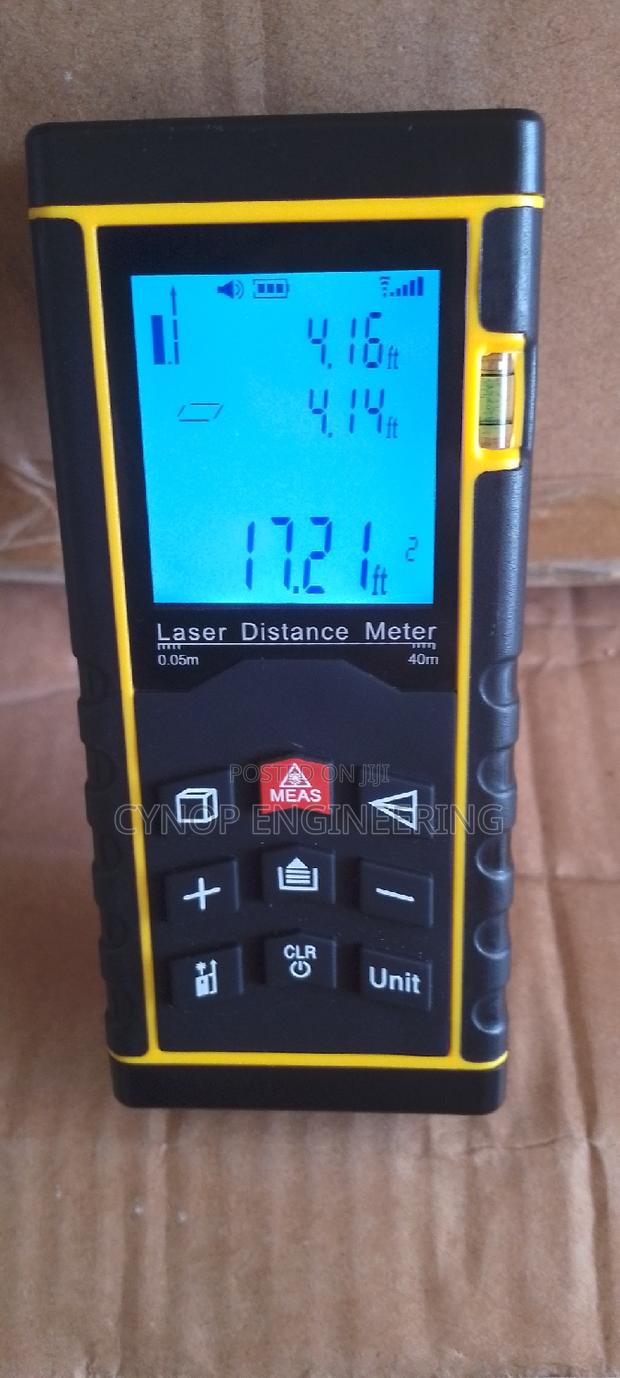 4.16ft
4.14ft
17.21ft²
Laser Distance Meter
0.05m 40m
POSTED ON JIJI
MEAS
CYNOP ENGINEERING
CLR
Unit